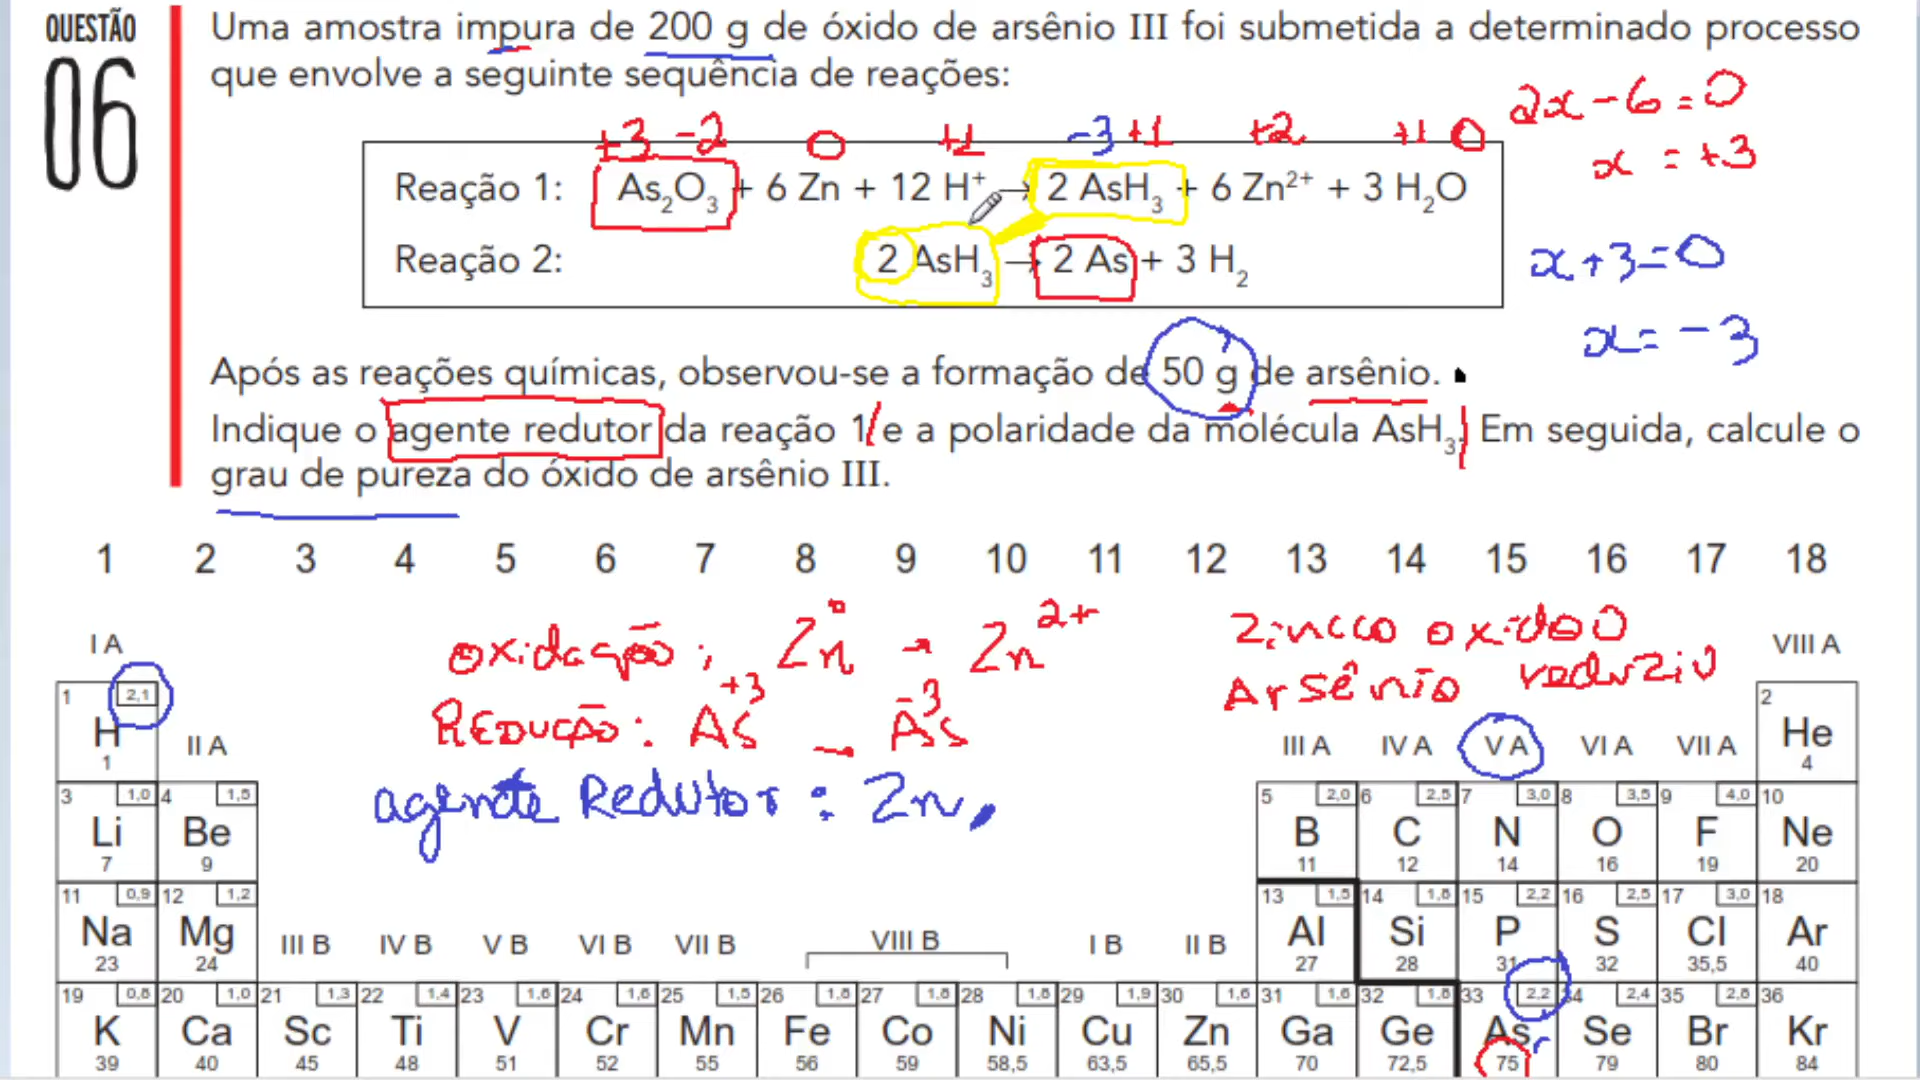 QUESTÃO
06
Uma amostra impura de 200 g de óxido de arsênio III foi submetida a determinado processo
que envolve a seguinte sequência de reações:
2x - 6 = 0
x = +3
+3 -2 0 +1 -3 +1 +2 +1 0
Reação 1: As₂O₃ + 6 Zn + 12 H⁺ → 2 AsH₃ + 6 Zn²⁺ + 3 H₂O
Reação 2: 2 AsH₃ → 2 As + 3 H₂
x + 3 = 0
x = -3
Após as reações químicas, observou-se a formação de 50 g de arsênio.
Indique o agente redutor da reação 1 e a polaridade da molécula AsH₃. Em seguida, calcule o
grau de pureza do óxido de arsênio III.
1 2 3 4 5 6 7 8 9 10 11 12 13 14 15 16 17 18
oxidação: Zn⁰ → Zn²⁺
REDUÇÃO: As⁺³ → As⁻³
agente Redutor: Zn,
Zincco oxidou
Arsênio reduziu
I A II A III B IV B V B VI B VII B VIII B I B II B III A IV A V A VI A VII A VIII A
1 2,1 H 1
2 He 4
3 1,0 Li 7
4 1,5 Be 9
5 2,0 B 11
6 2,5 C 12
7 3,0 N 14
8 3,5 O 16
9 4,0 F 19
10 Ne 20
11 0,9 Na 23
12 1,2 Mg 24
13 1,5 Al 27
14 1,8 Si 28
15 2,2 P 31
16 2,5 S 32
17 3,0 Cl 35,5
18 Ar 40
19 0,8 K 39
20 1,0 Ca 40
21 1,3 Sc 45
22 1,4 Ti 48
23 1,6 V 51
24 1,6 Cr 52
25 1,5 Mn 55
26 1,8 Fe 56
27 1,8 Co 59
28 1,8 Ni 58,5
29 1,9 Cu 63,5
30 1,6 Zn 65,5
31 1,6 Ga 70
32 1,8 Ge 72,5
33 2,2 As 75
34 2,4 Se 79
35 2,8 Br 80
36 Kr 84